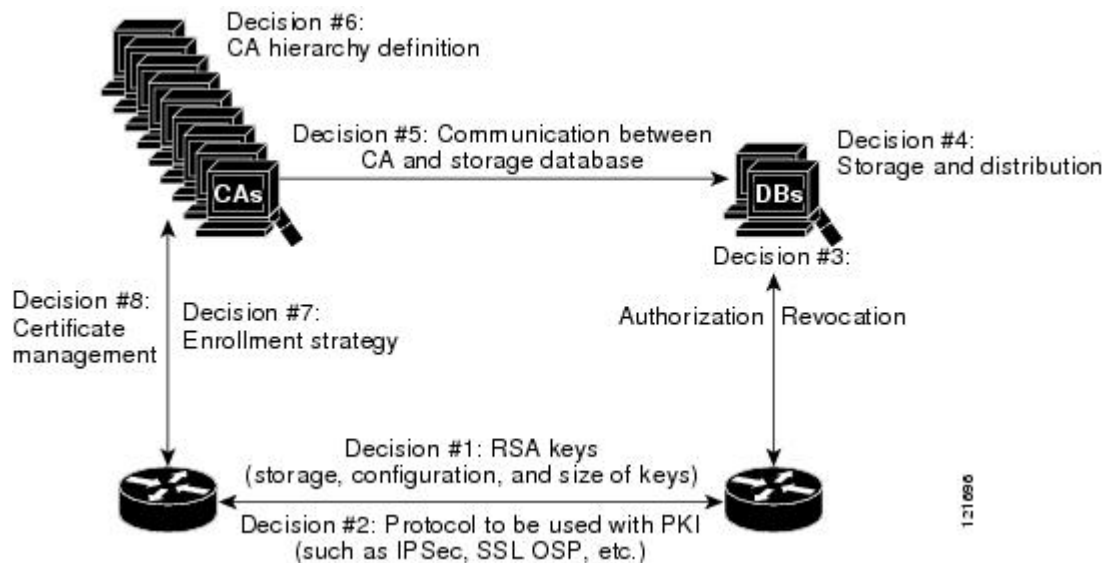 Decision #6:
CA hierarchy definition
Decision #5: Communication between
CA and storage database
Decision #4:
Storage and distribution
CAs
DBs
Decision #3:
Decision #8:
Certificate
management
Decision #7:
Enrollment strategy
Authorization
Revocation
Decision #1: RSA keys
(storage, configuration, and size of keys)
Decision #2: Protocol to be used with PKI
(such as IPSec, SSL OSP, etc.)
121696